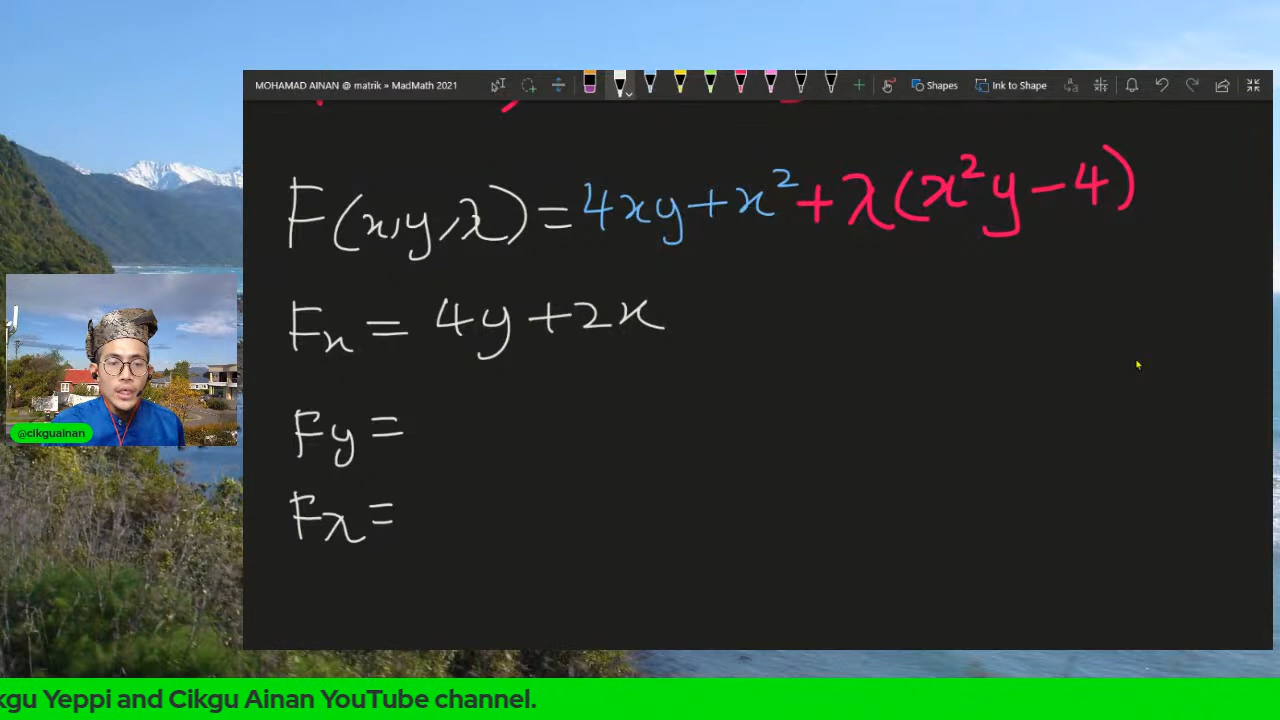 MOHAMAD AINAN @ matrik » MadMath 2021
Shapes
Ink to Shape
F(x,y,λ)=4xy+x²+λ(x²y-4)
Fx = 4y+2x
Fy =
Fλ =
@cikguainan
kgu Yeppi and Cikgu Ainan YouTube channel.